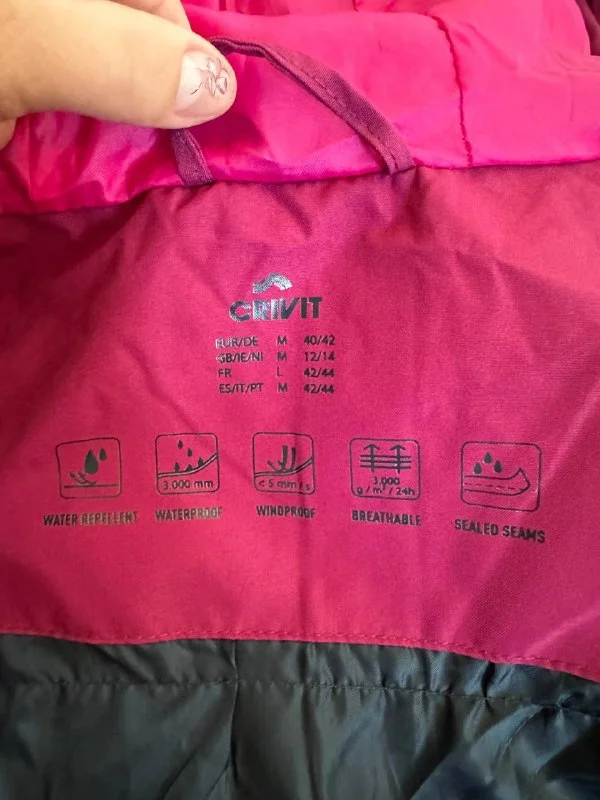 CRIVIT
EUR/DE M 40/42
GB/IE/NI M 12/14
FR L 42/44
ES/IT/PT M 42/44
3.000 mm
< 5 mm / s
3.000
g / m² / 24h
WATER REPELLENT
WATERPROOF
WINDPROOF
BREATHABLE
SEALED SEAMS